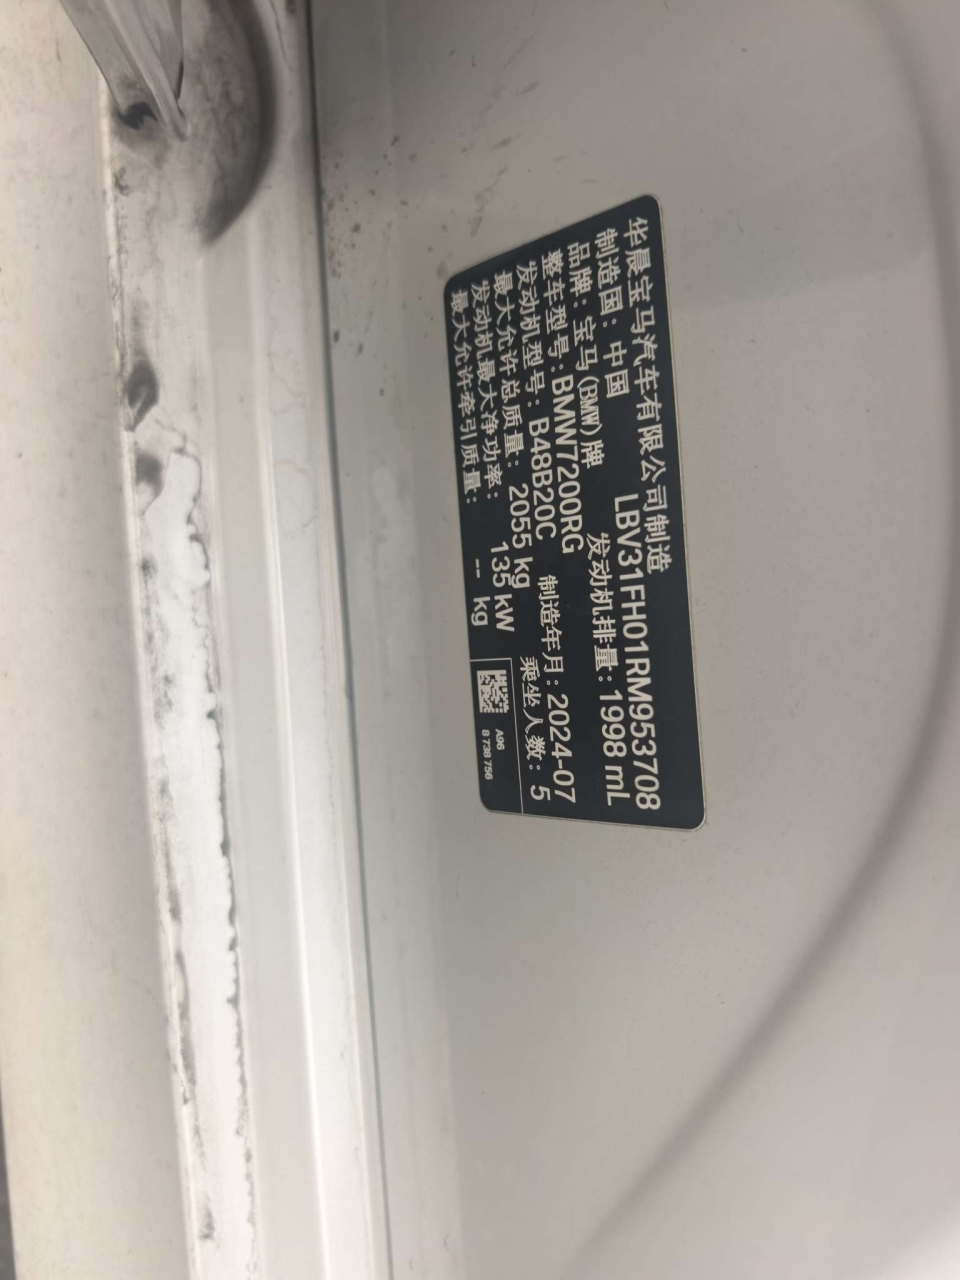 华晨宝马汽车有限公司制造
制造国：中国 LBV31FH01RM953708
品牌：宝马(BMW)牌 发动机排量：1998 mL
整车型号：BMW7200RG 制造年月：2024-07
发动机型号：B48B20C 乘坐人数：5
最大允许总质量：2055 kg
发动机最大净功率：135 kW
最大允许牵引质量：-- kg
A96
8 738 756